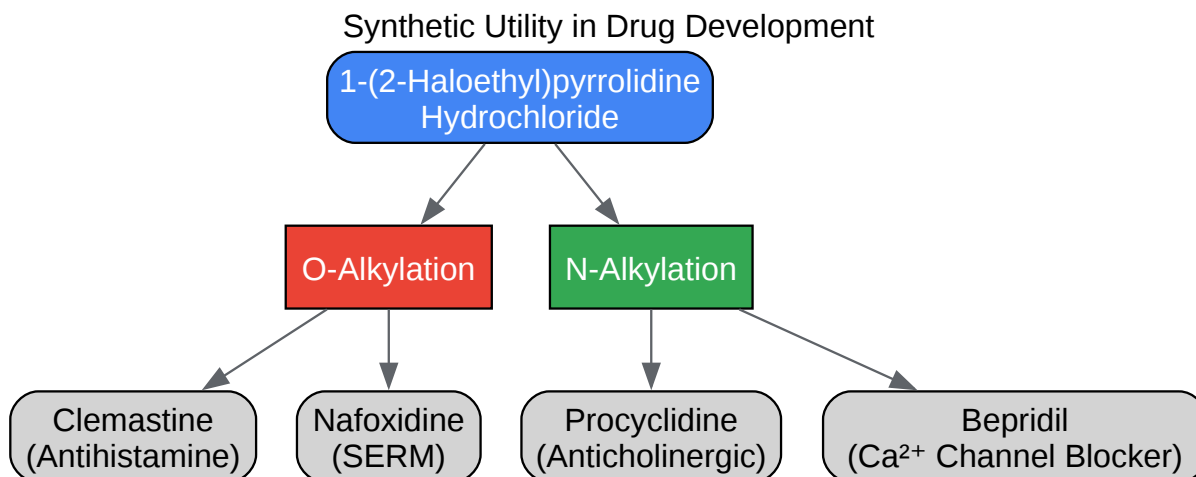 Synthetic Utility in Drug Development
1-(2-Haloethyl)pyrrolidine
Hydrochloride
O-Alkylation
N-Alkylation
Clemastine
(Antihistamine)
Nafoxidine
(SERM)
Procyclidine
(Anticholinergic)
Bepridil
(Ca²⁺ Channel Blocker)